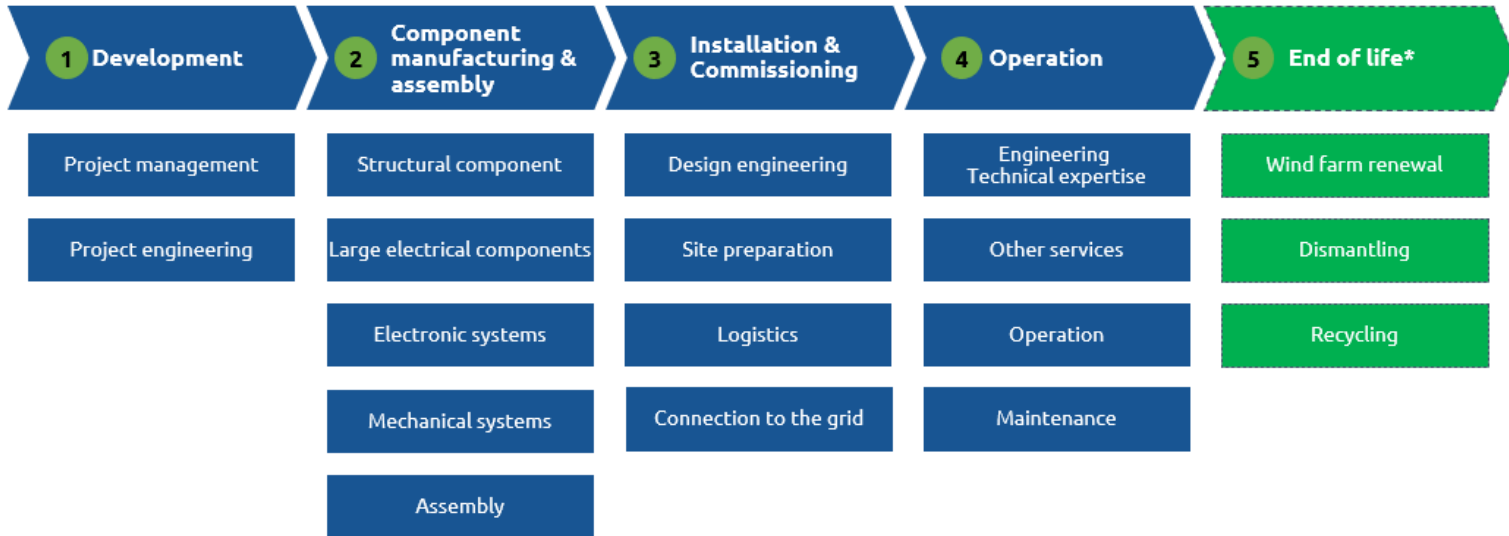 1 Development
2 Component
manufacturing &
assembly
3 Installation &
Commissioning
4 Operation
5 End of life*
Project management
Project engineering
Structural component
Large electrical components
Electronic systems
Mechanical systems
Assembly
Design engineering
Site preparation
Logistics
Connection to the grid
Engineering
Technical expertise
Other services
Operation
Maintenance
Wind farm renewal
Dismantling
Recycling